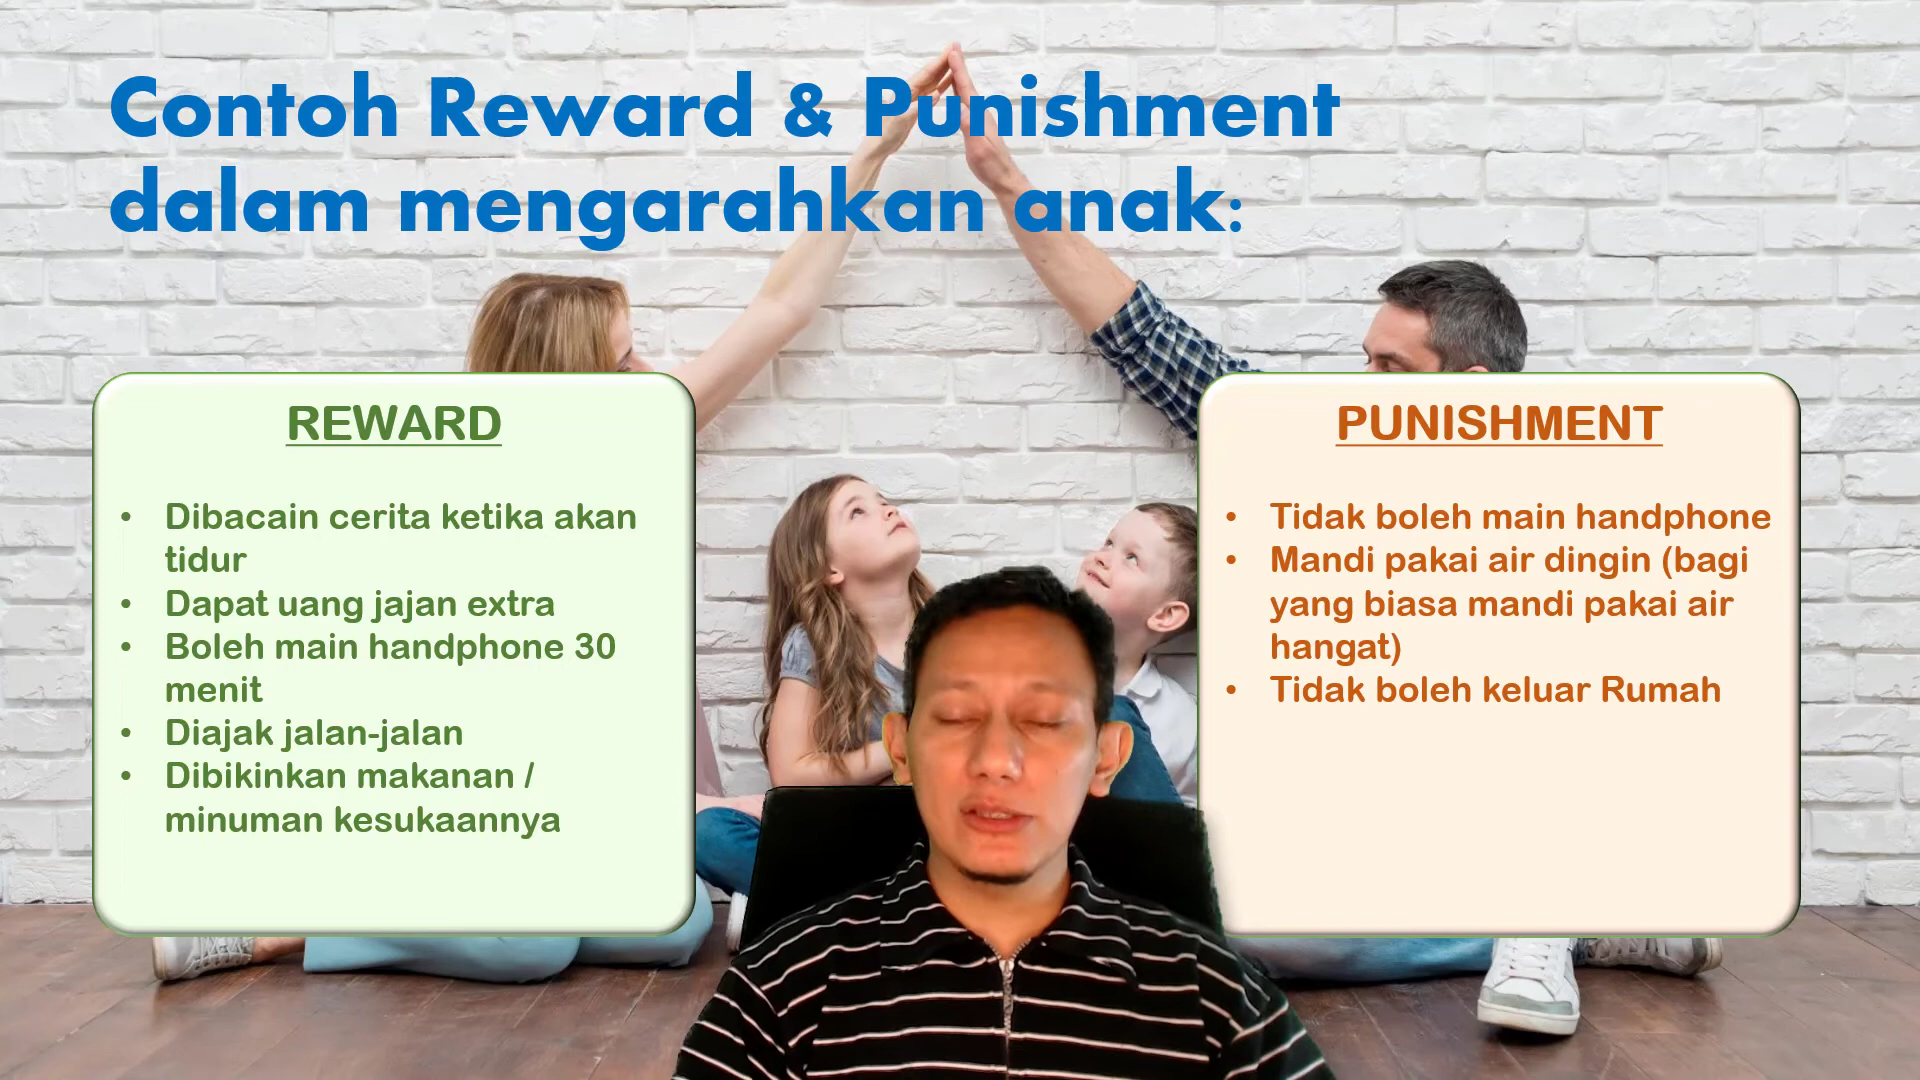 Contoh Reward & Punishment
dalam mengarahkan anak:
REWARD
• Dibacain cerita ketika akan
tidur
• Dapat uang jajan extra
• Boleh main handphone 30
menit
• Diajak jalan-jalan
• Dibikinkan makanan /
minuman kesukaannya
PUNISHMENT
• Tidak boleh main handphone
• Mandi pakai air dingin (bagi
yang biasa mandi pakai air
hangat)
• Tidak boleh keluar Rumah